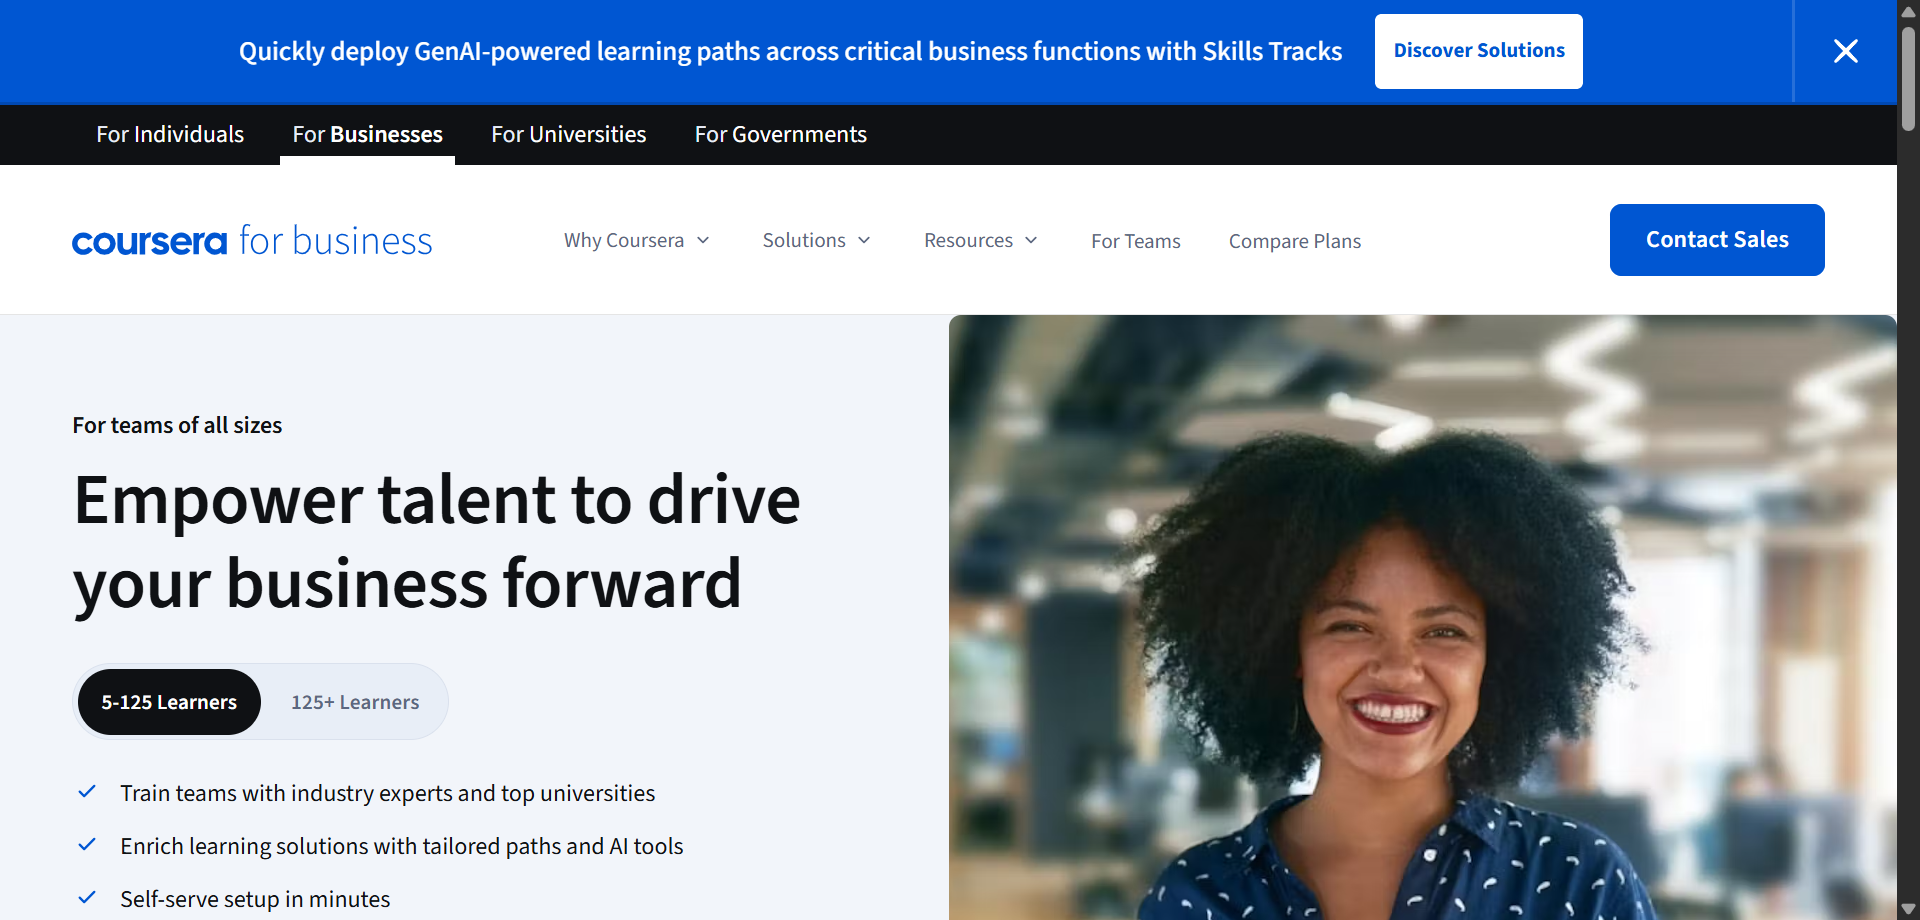 Quickly deploy GenAI-powered learning paths across critical business functions with Skills Tracks
Discover Solutions
For Individuals
For Businesses
For Universities
For Governments
coursera for business
Why Coursera
Solutions
Resources
For Teams
Compare Plans
Contact Sales
For teams of all sizes
Empower talent to drive
your business forward
5-125 Learners
125+ Learners
Train teams with industry experts and top universities
Enrich learning solutions with tailored paths and AI tools
Self-serve setup in minutes